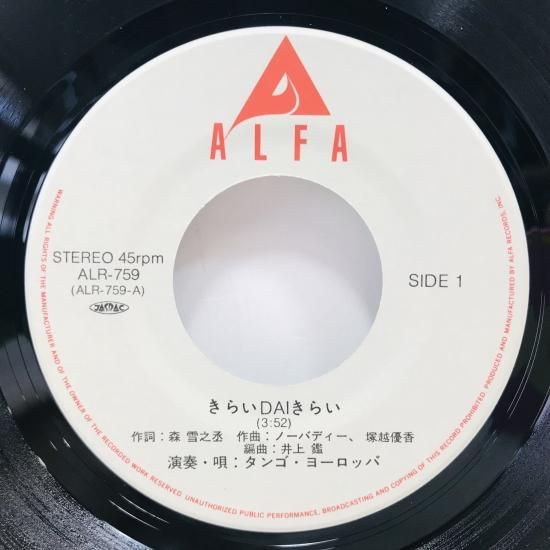 ALFA
STEREO 45rpm
ALR-759
(ALR-759-A)
JASRAC
SIDE 1
きらいDAIきらい
(3:52)
作詞:森 雪之丞 作曲:ノーバディー、塚越優香
編曲:井上 鑑
演奏・唄:タンゴ・ヨーロッパ
WARNING ALL RIGHTS OF THE MANUFACTURER AND OF THE OWNER OF THE RECORDED WORK RESERVED UNAUTHORIZED PUBLIC PERFORMANCE, BROADCASTING AND COPYING OF THIS RECORD PROHIBITED. PRODUCED AND MANUFACTURED BY ALFA RECORDS, INC.